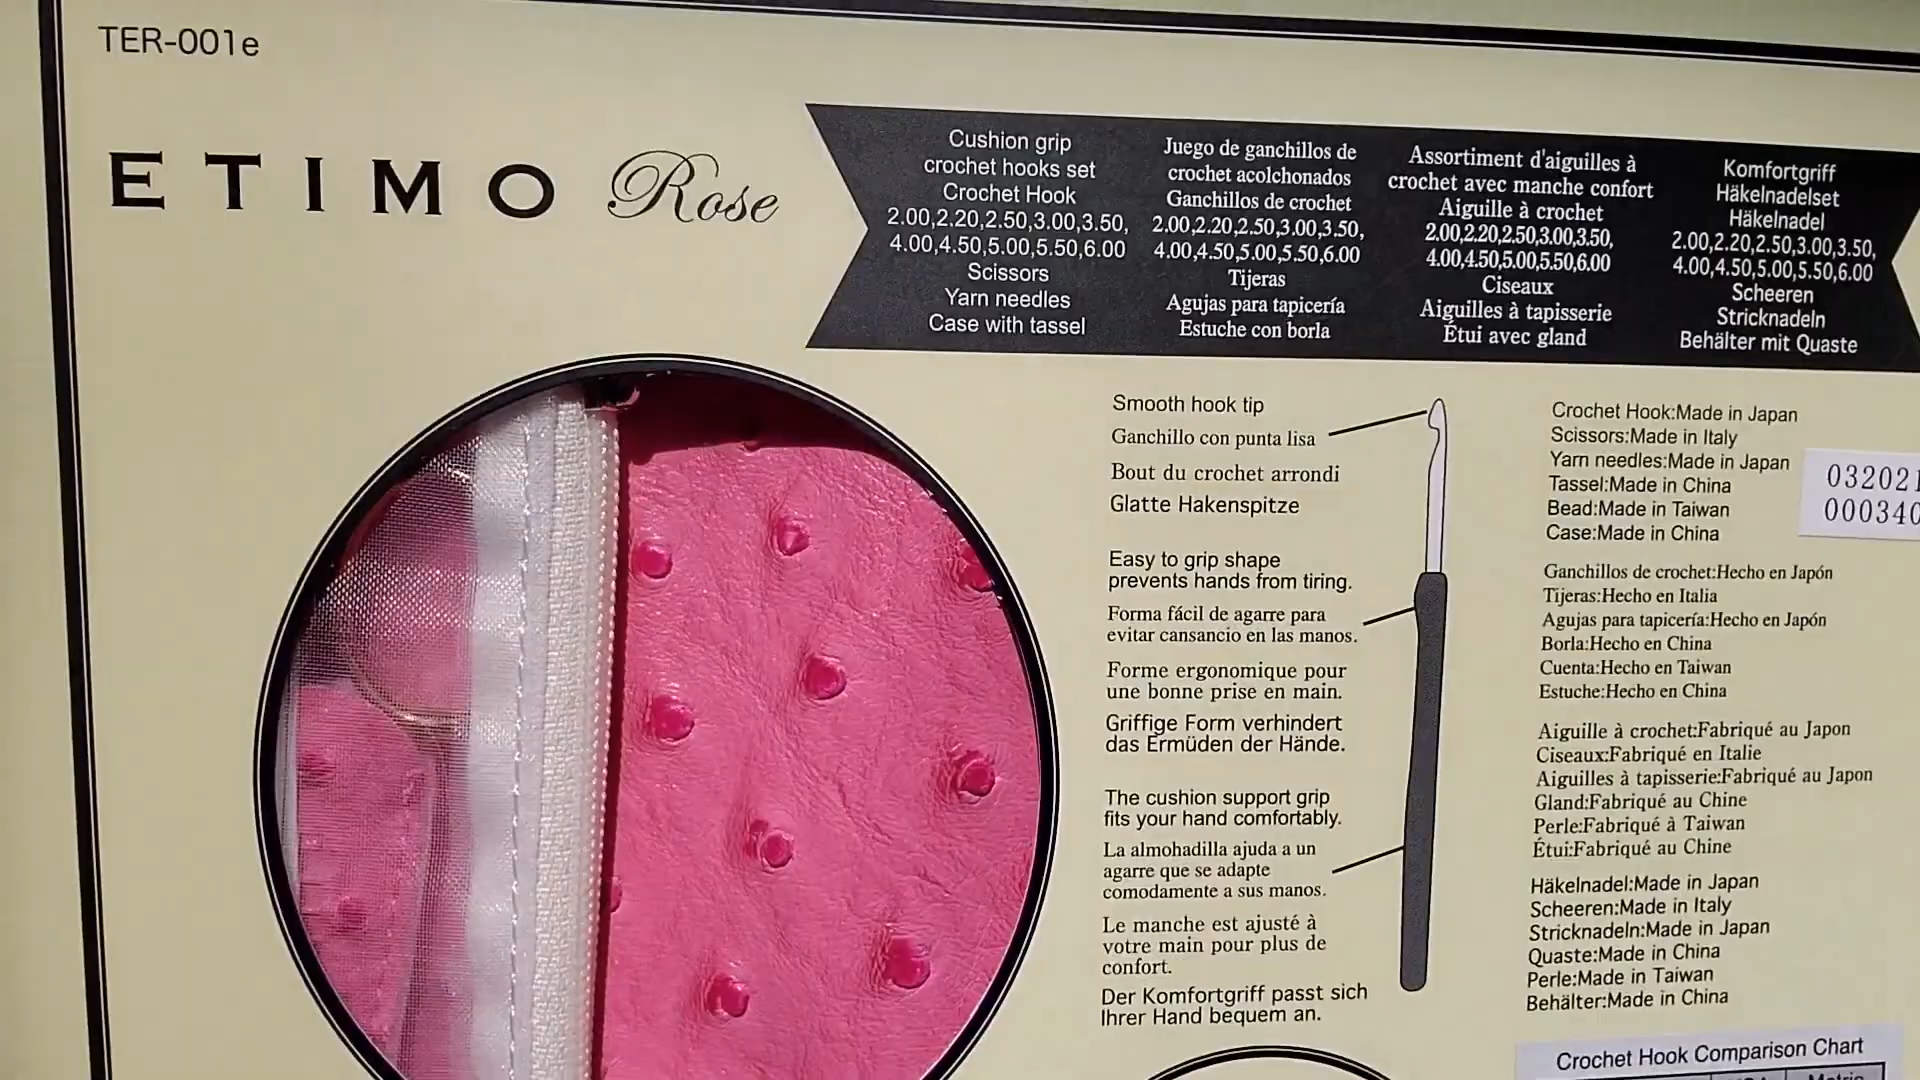 TER-001e
ETIMO Rose
Cushion grip
crochet hooks set
Crochet Hook
2.00,2.20,2.50,3.00,3.50,
4.00,4.50,5.00,5.50,6.00
Scissors
Yarn needles
Case with tassel
Juego de ganchillos de
crochet acolchonados
Ganchillos de crochet
2.00,2.20,2.50,3.00,3.50,
4.00,4.50,5.00,5.50,6.00
Tijeras
Agujas para tapicería
Estuche con borla
Assortiment d'aiguilles à
crochet avec manche confort
Aiguille à crochet
2.00,2.20,2.50,3.00,3.50,
4.00,4.50,5.00,5.50,6.00
Ciseaux
Aiguilles à tapisserie
Étui avec gland
Komfortgriff
Häkelnadelset
Häkelnadel
2.00,2.20,2.50,3.00,3.50,
4.00,4.50,5.00,5.50,6.00
Scheeren
Stricknadeln
Behälter mit Quaste
Smooth hook tip
Ganchillo con punta lisa
Bout du crochet arrondi
Glatte Hakenspitze
Easy to grip shape
prevents hands from tiring.
Forma fácil de agarre para
evitar cansancio en las manos.
Forme ergonomique pour
une bonne prise en main.
Griffige Form verhindert
das Ermüden der Hände.
The cushion support grip
fits your hand comfortably.
La almohadilla ajuda a un
agarre que se adapte
comodamente a sus manos.
Le manche est ajusté à
votre main pour plus de
confort.
Der Komfortgriff passt sich
Ihrer Hand bequem an.
Crochet Hook:Made in Japan
Scissors:Made in Italy
Yarn needles:Made in Japan
Tassel:Made in China
Bead:Made in Taiwan
Case:Made in China
032021
000340
Ganchillos de crochet:Hecho en Japón
Tijeras:Hecho en Italia
Agujas para tapicería:Hecho en Japón
Borla:Hecho en China
Cuenta:Hecho en Taiwan
Estuche:Hecho en China
Aiguille à crochet:Fabriqué au Japon
Ciseaux:Fabriqué en Italie
Aiguilles à tapisserie:Fabriqué au Japon
Gland:Fabriqué au Chine
Perle:Fabriqué à Taiwan
Étui:Fabriqué au Chine
Häkelnadel:Made in Japan
Scheeren:Made in Italy
Stricknadeln:Made in Japan
Quaste:Made in China
Perle:Made in Taiwan
Behälter:Made in China
Crochet Hook Comparison Chart